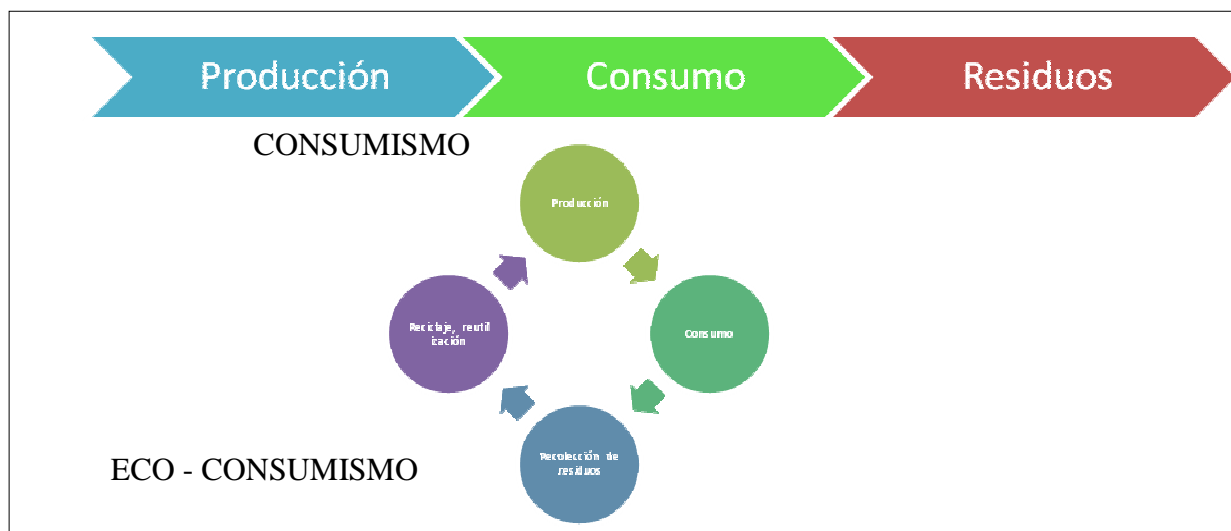 Producción Consumo Residuos
CONSUMISMO
Producción
Reciclaje, reutil
ización
Consumo
ECO - CONSUMISMO
Recolección de
residuos